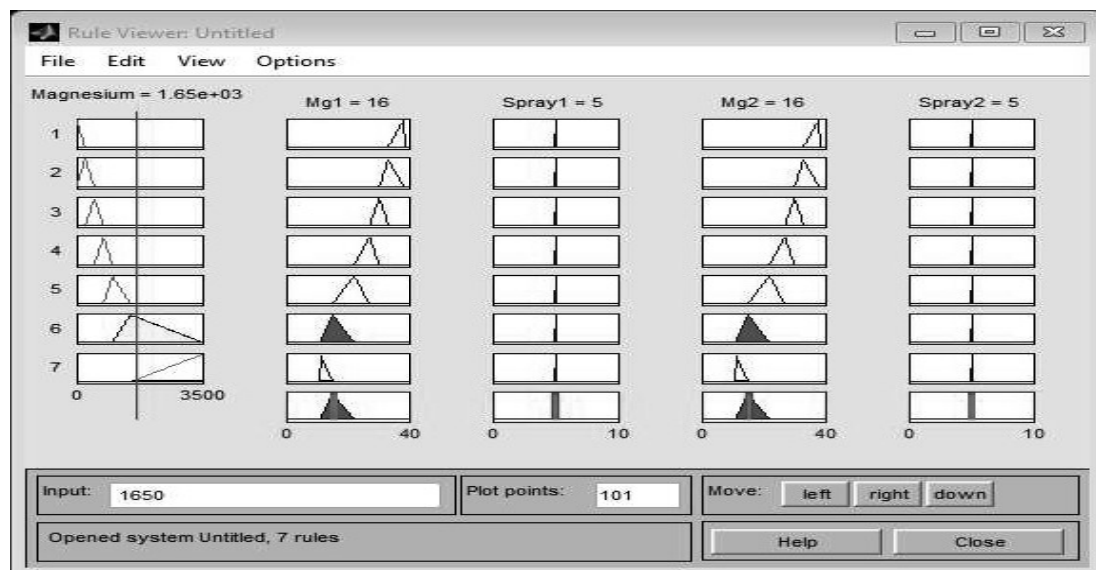 Rule Viewer: Untitled
File Edit View Options
Magnesium = 1.65e+03
Mg1 = 16
Spray1 = 5
Mg2 = 16
Spray2 = 5
1
2
3
4
5
6
7
0 3500
0 40
0 10
0 40
0 10
Input: 1650
Plot points: 101
Move: left right down
Opened system Untitled, 7 rules
Help Close